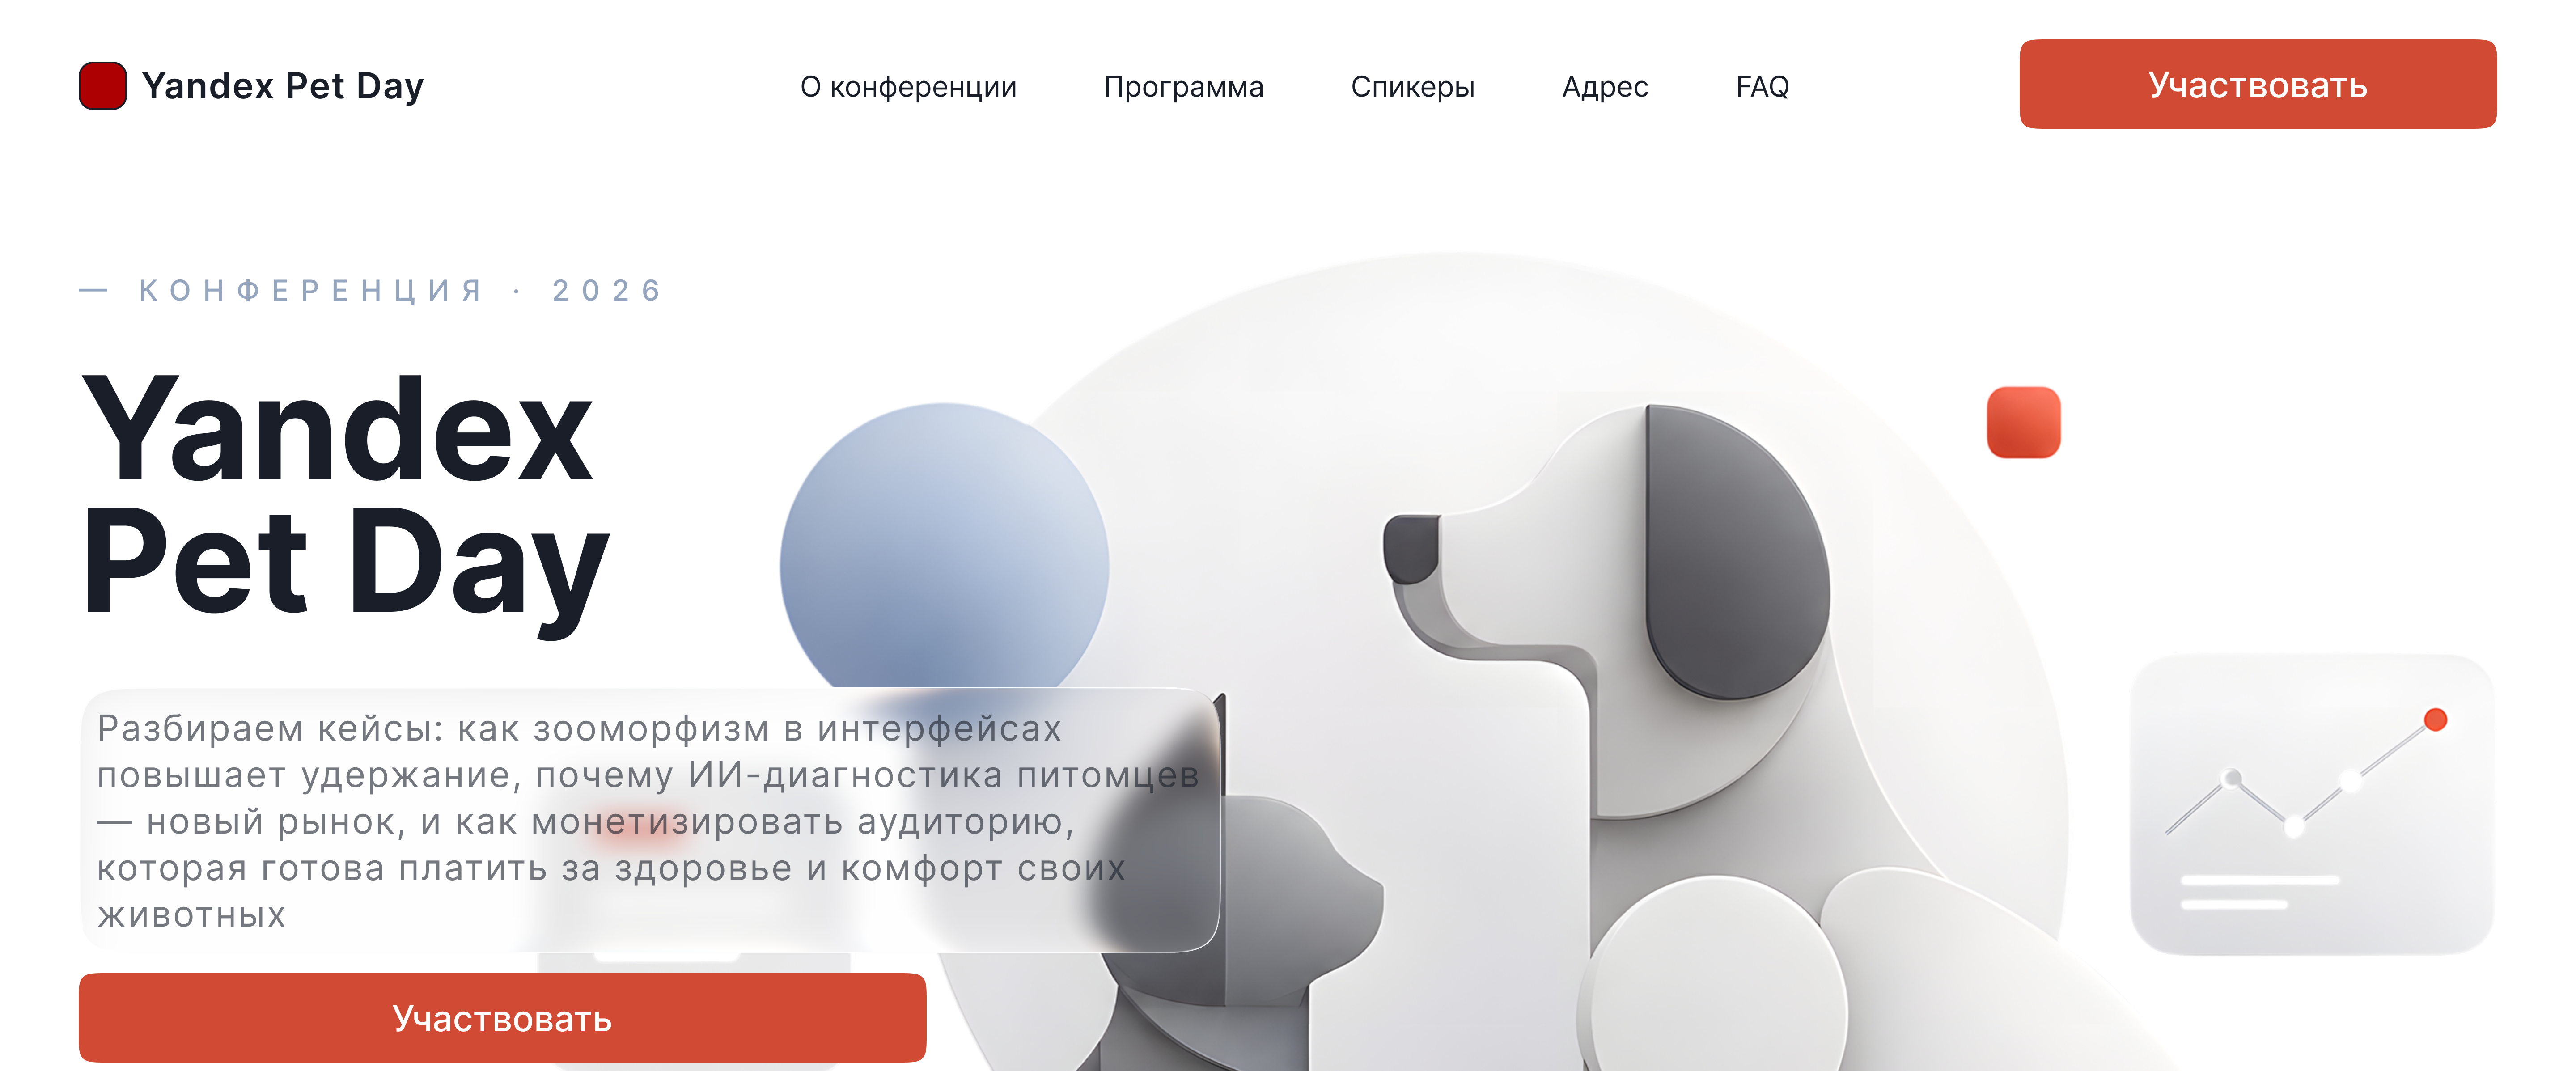 Yandex Pet Day
О конференции
Программа
Спикеры
Адрес
FAQ
Участвовать
— КОНФЕРЕНЦИЯ · 2026
Yandex
Pet Day
Разбираем кейсы: как зооморфизм в интерфейсах
повышает удержание, почему ИИ-диагностика питомцев
— новый рынок, и как монетизировать аудиторию,
которая готова платить за здоровье и комфорт своих
животных
Участвовать